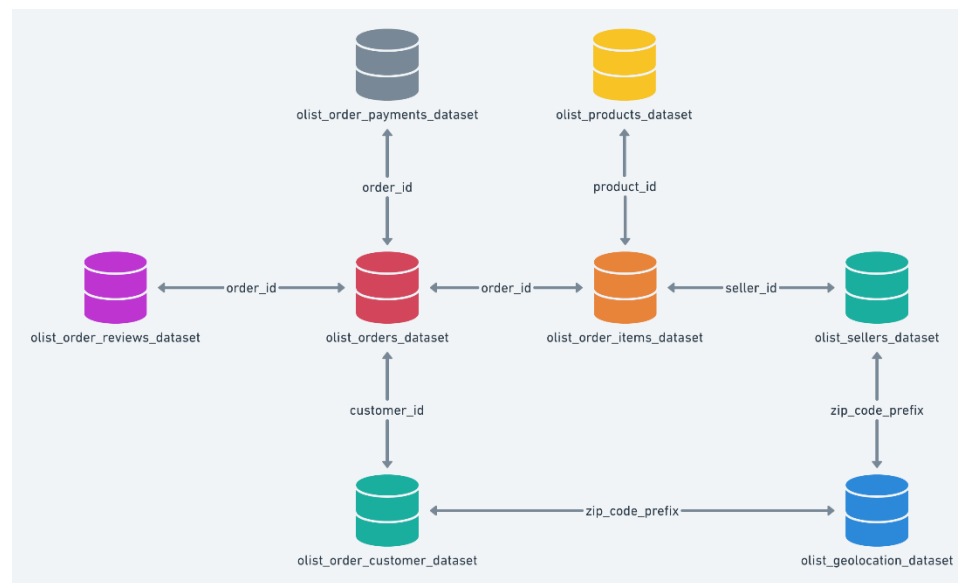 olist_order_payments_dataset
olist_products_dataset
order_id
product_id
order_id
order_id
seller_id
olist_order_reviews_dataset
olist_orders_dataset
olist_order_items_dataset
olist_sellers_dataset
customer_id
zip_code_prefix
zip_code_prefix
olist_order_customer_dataset
olist_geolocation_dataset